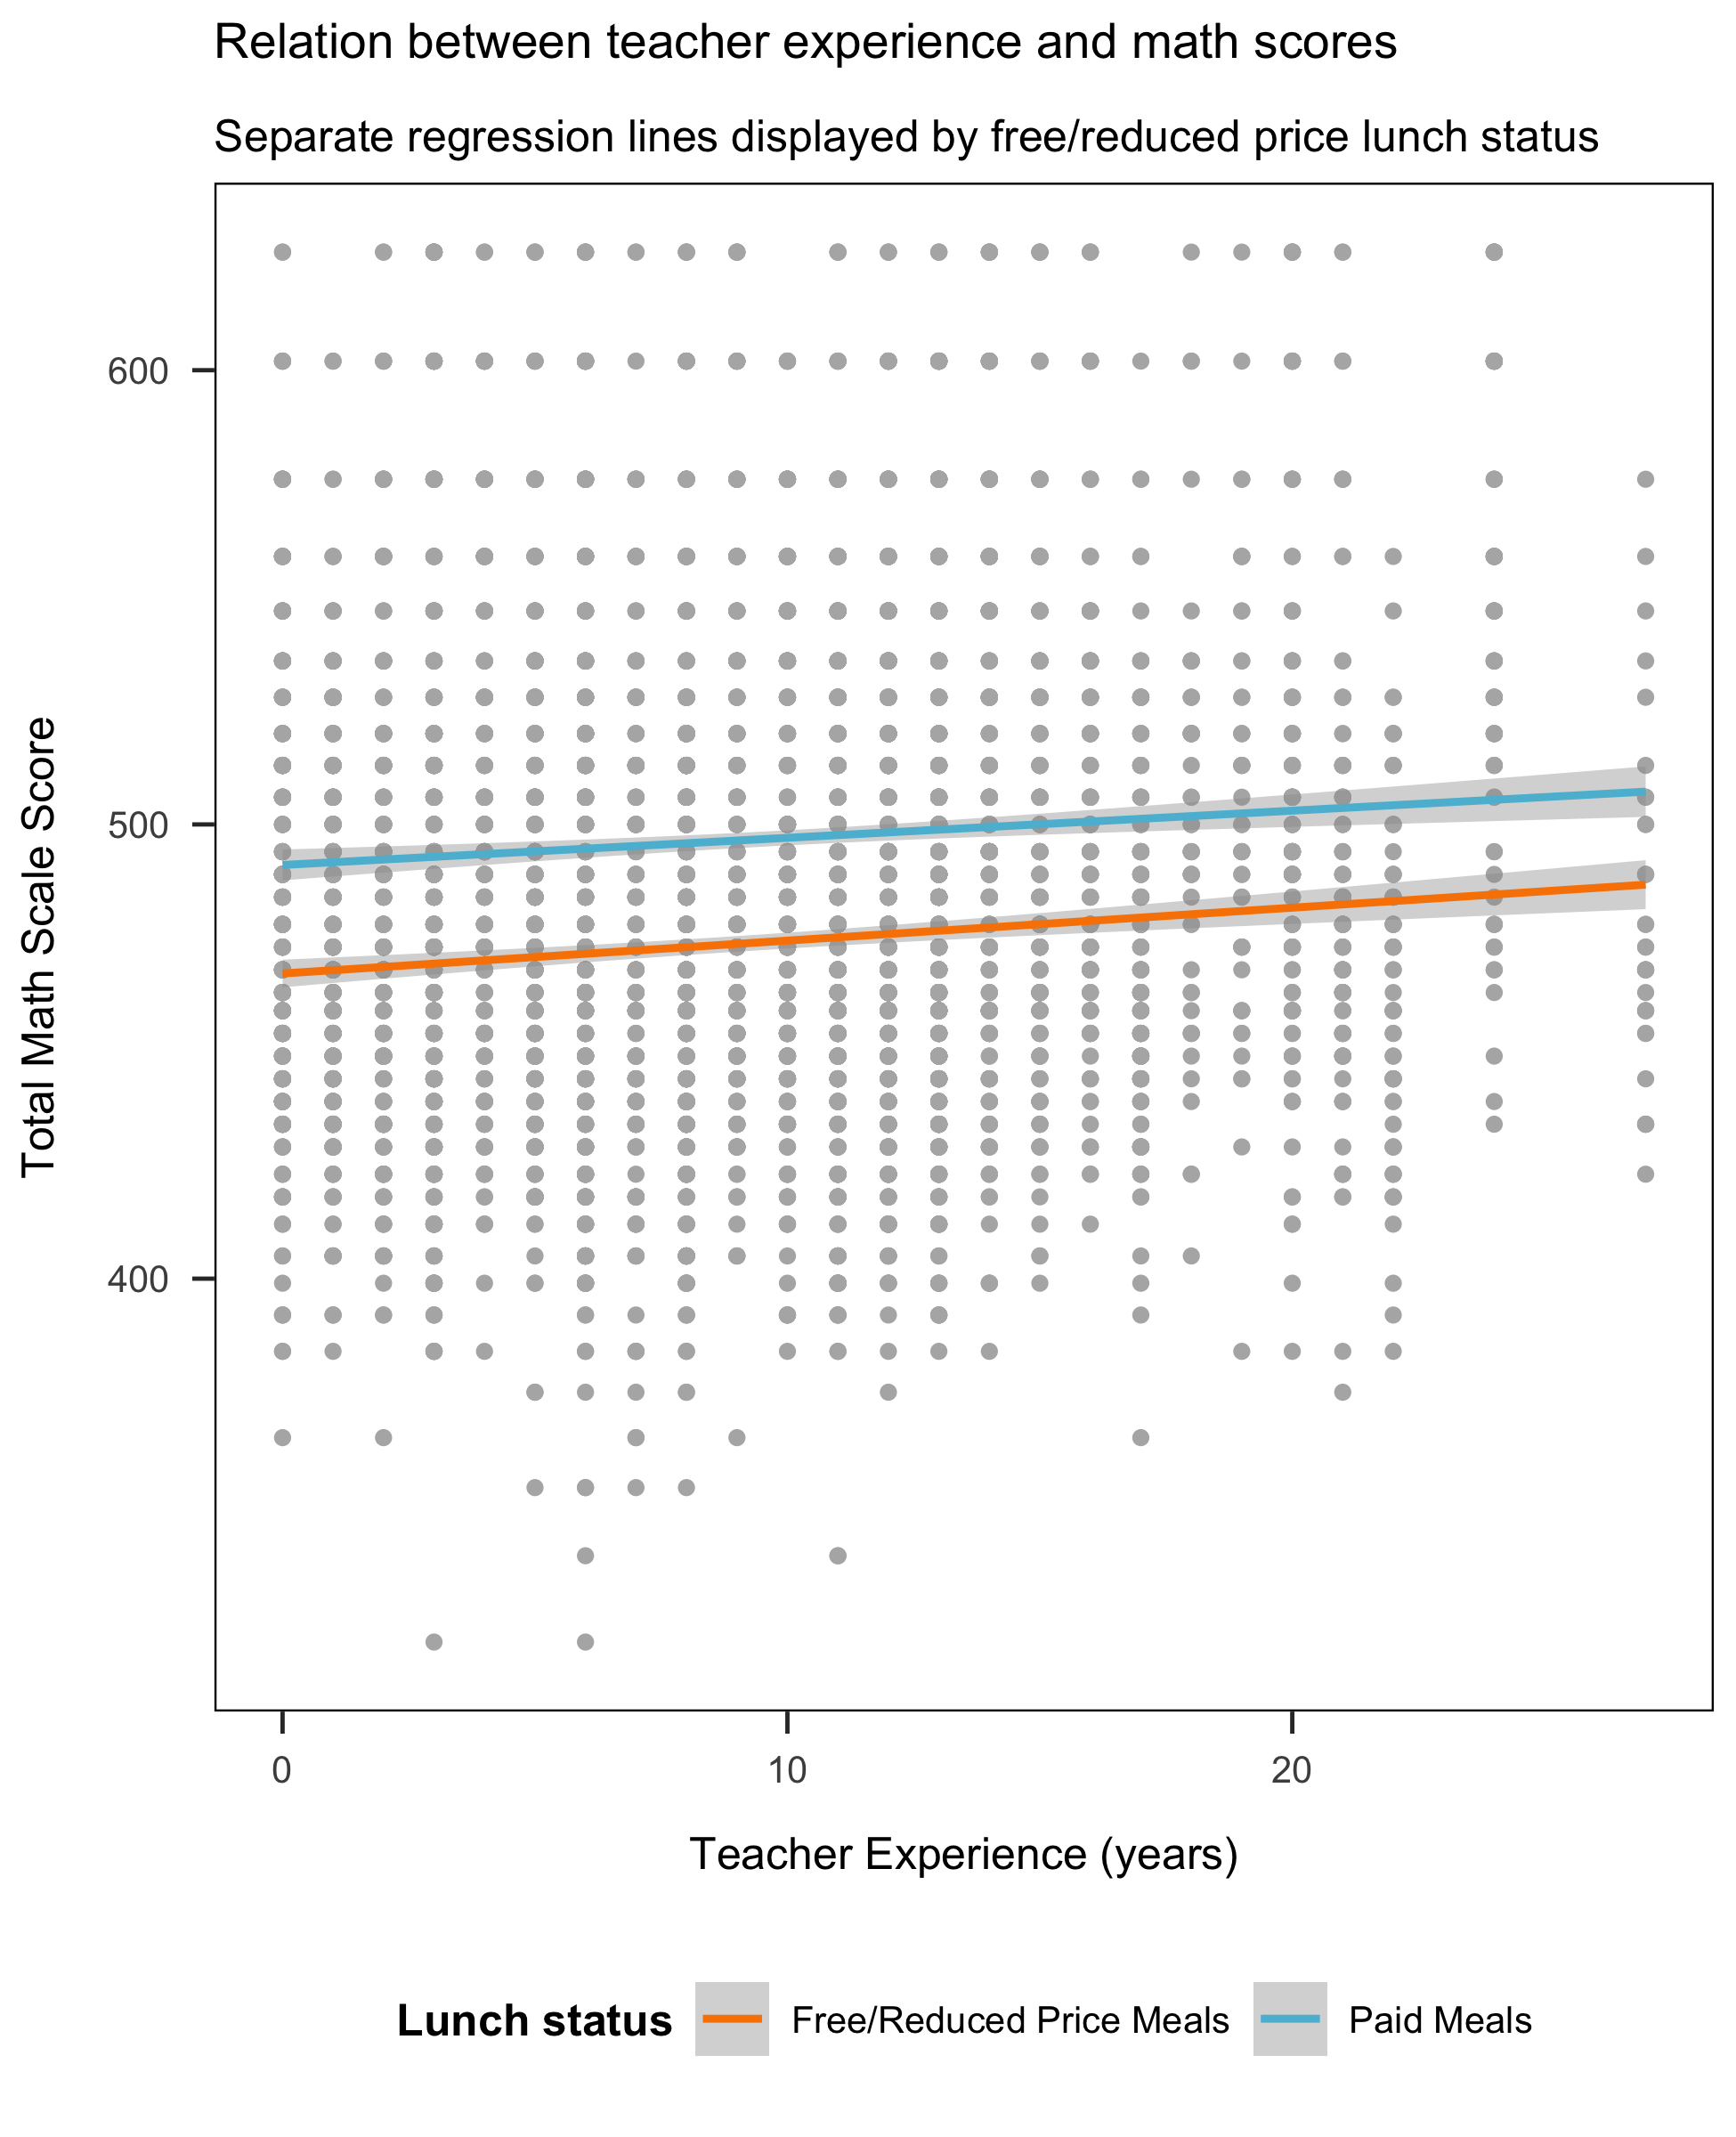 Relation between teacher experience and math scores
Separate regression lines displayed by free/reduced price lunch status
Total Math Scale Score
600
500
400
0 10 20
Teacher Experience (years)
Lunch status Free/Reduced Price Meals Paid Meals